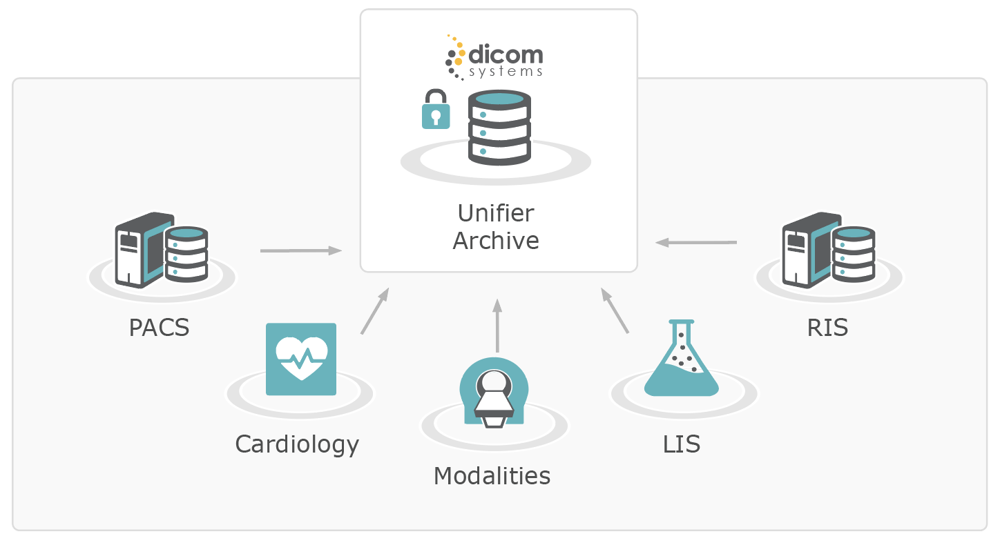 dicom
systems
Unifier
Archive
PACS
RIS
Cardiology
LIS
Modalities